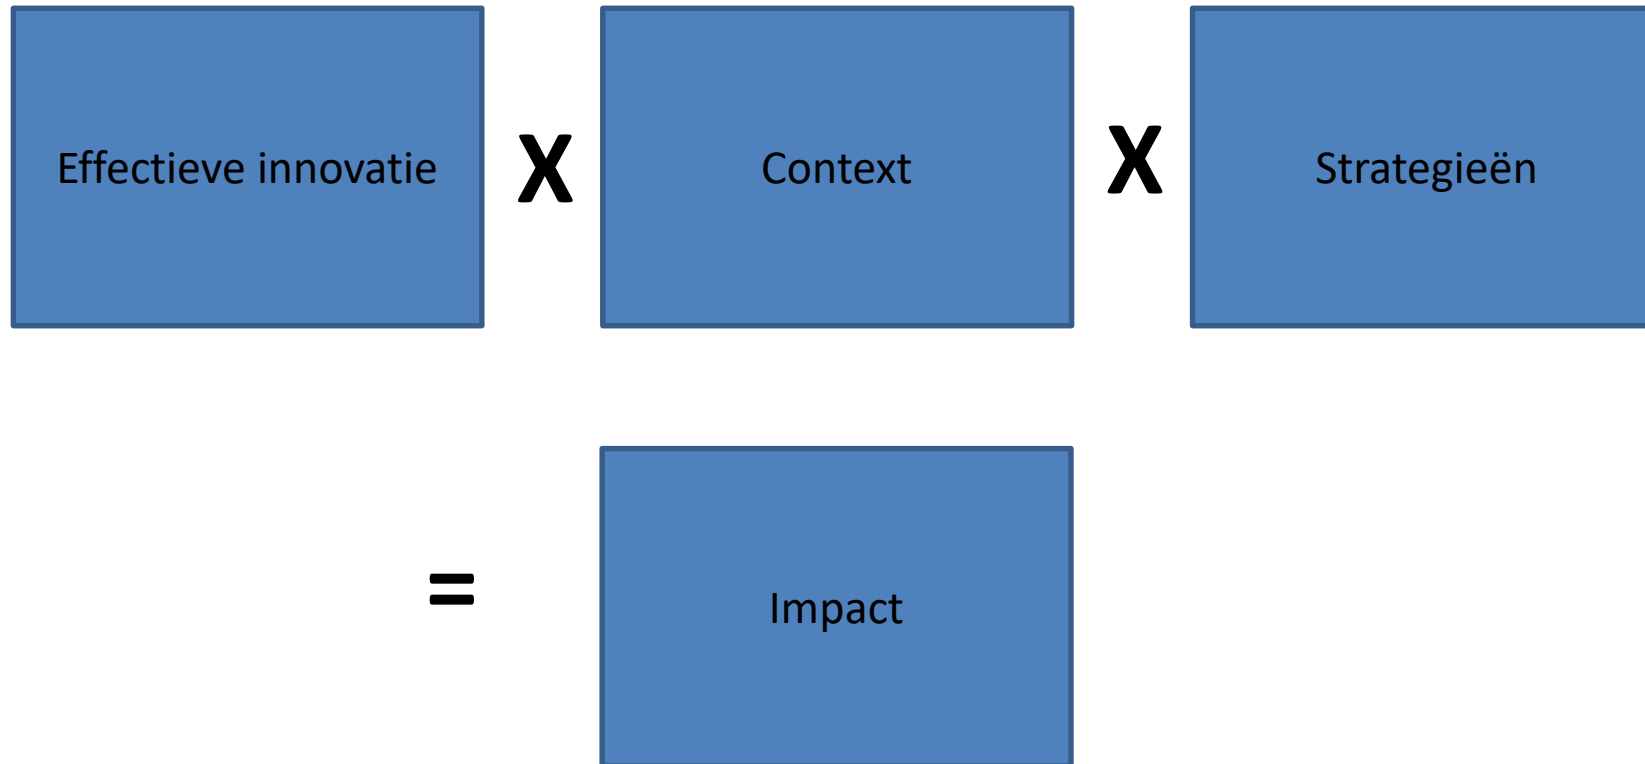 Effectieve innovatie X Context X Strategieën
= Impact